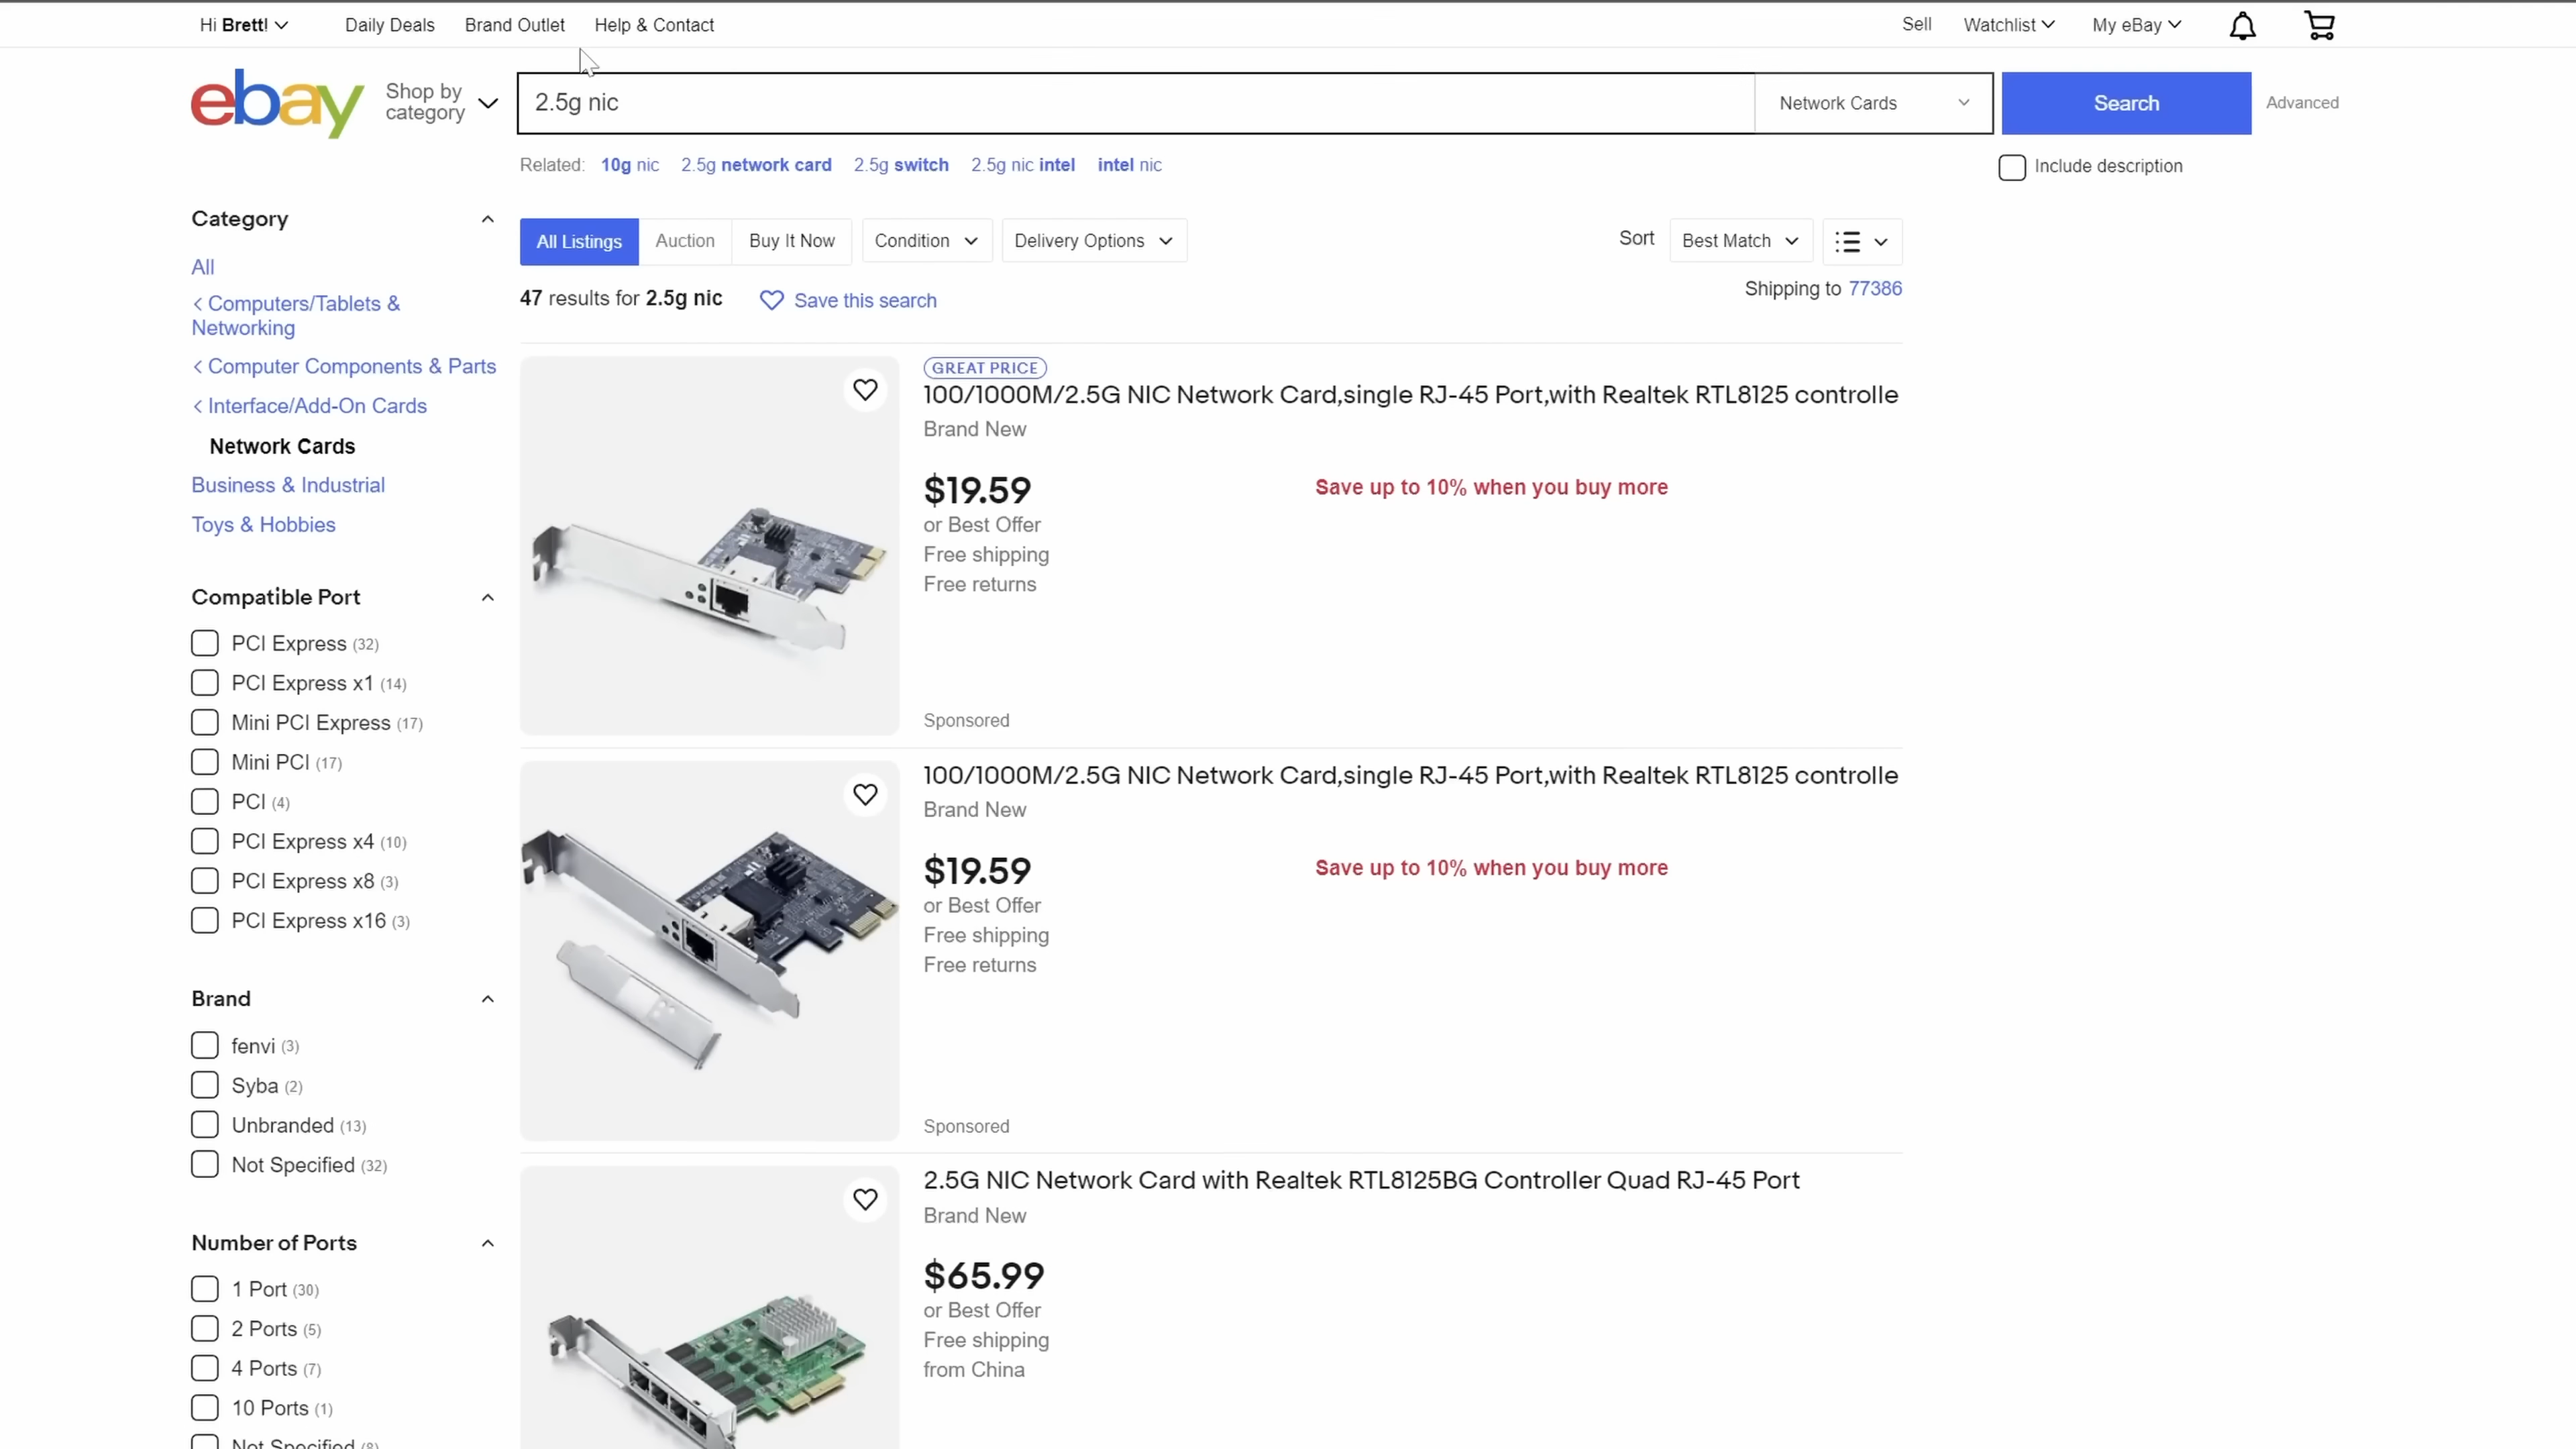 Hi Brett!
Daily Deals
Brand Outlet
Help & Contact
Sell
Watchlist
My eBay
ebay
Shop by
category
2.5g nic
Network Cards
Search
Advanced
Related: 10g nic 2.5g network card 2.5g switch 2.5g nic intel intel nic
Include description
Category
All
< Computers/Tablets &
Networking
< Computer Components & Parts
< Interface/Add-On Cards
Network Cards
Business & Industrial
Toys & Hobbies
Compatible Port
PCI Express (32)
PCI Express x1 (14)
Mini PCI Express (17)
Mini PCI (17)
PCI (4)
PCI Express x4 (10)
PCI Express x8 (3)
PCI Express x16 (3)
Brand
fenvi (3)
Syba (2)
Unbranded (13)
Not Specified (32)
Number of Ports
1 Port (30)
2 Ports (5)
4 Ports (7)
10 Ports (1)
Not Specified (8)
All Listings
Auction
Buy It Now
Condition
Delivery Options
Sort
Best Match
47 results for 2.5g nic
Save this search
Shipping to 77386
GREAT PRICE
100/1000M/2.5G NIC Network Card,single RJ-45 Port,with Realtek RTL8125 controlle
Brand New
$19.59
or Best Offer
Free shipping
Free returns
Save up to 10% when you buy more
Sponsored
100/1000M/2.5G NIC Network Card,single RJ-45 Port,with Realtek RTL8125 controlle
Brand New
$19.59
or Best Offer
Free shipping
Free returns
Save up to 10% when you buy more
Sponsored
2.5G NIC Network Card with Realtek RTL8125BG Controller Quad RJ-45 Port
Brand New
$65.99
or Best Offer
Free shipping
from China